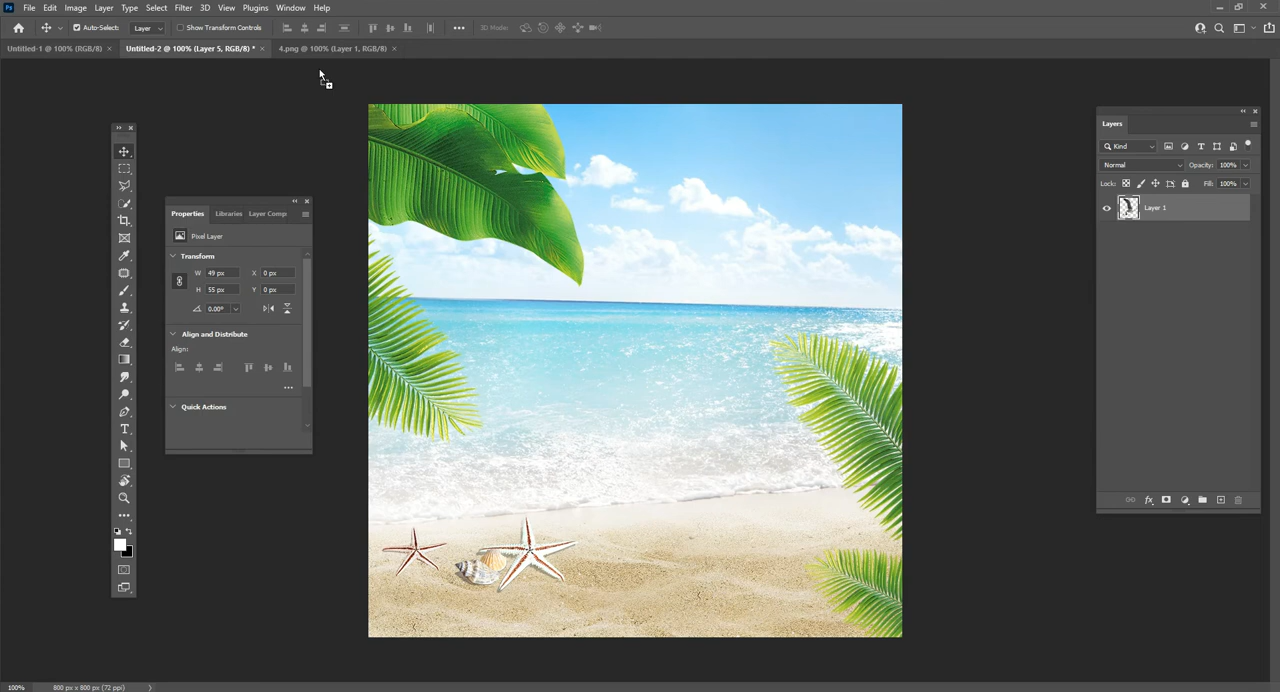 Ps File Edit Image Layer Type Select Filter 3D View Plugins Window Help
Auto-Select: Layer Show Transform Controls 3D Mode:
Untitled-1 @ 100% (RGB/8) × Untitled-2 @ 100% (Layer 5, RGB/8) * × 4.png @ 100% (Layer 1, RGB/8) ×
Properties Libraries Layer Comp
Pixel Layer
Transform
W 49 px X 0 px
H 55 px Y 0 px
0.00°
Align and Distribute
Align:
Quick Actions
T
Layers
Kind
Normal Opacity: 100%
Lock: Fill: 100%
Layer 1
fx
100% 800 px x 800 px (72 ppi)